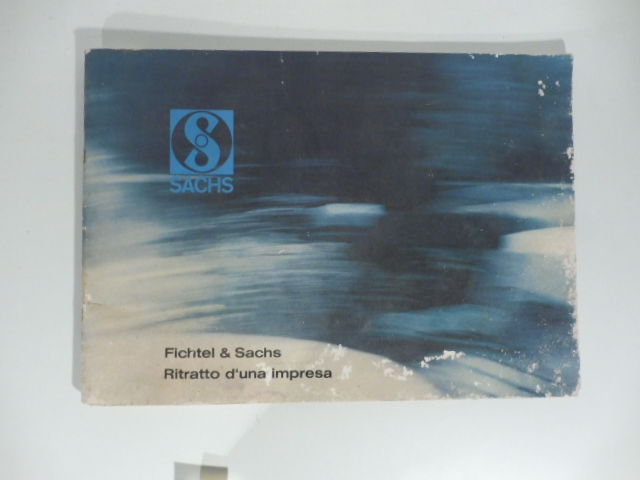 SACHS
Fichtel & Sachs
Ritratto d'una impresa